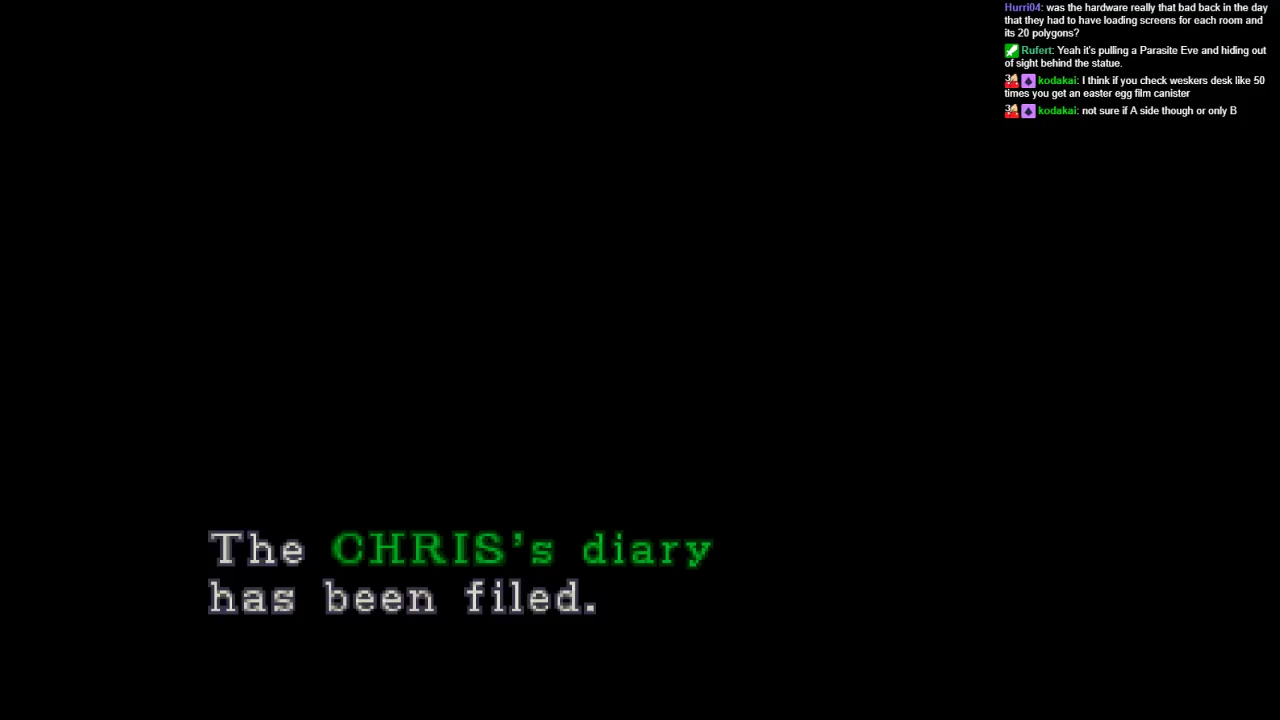 Hurri04: was the hardware really that bad back in the day
that they had to have loading screens for each room and
its 20 polygons?
Rufert: Yeah it's pulling a Parasite Eve and hiding out
of sight behind the statue.
kodakai: I think if you check weskers desk like 50
times you get an easter egg film canister
kodakai: not sure if A side though or only B
The CHRIS's diary
has been filed.